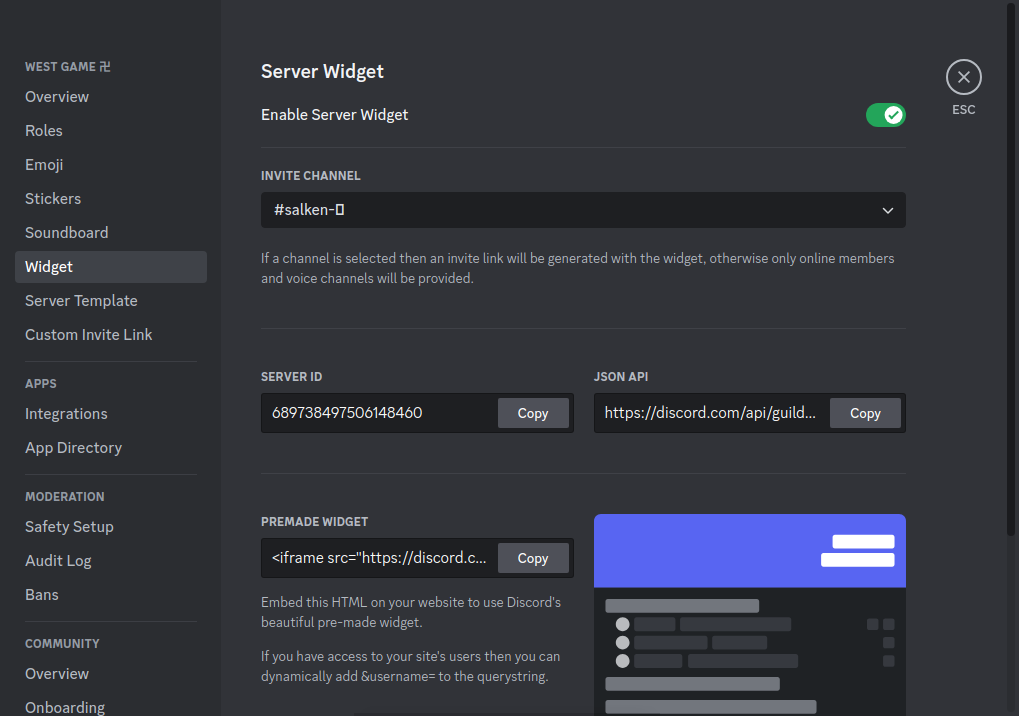 WEST GAME 卍
Overview
Roles
Emoji
Stickers
Soundboard
Widget
Server Template
Custom Invite Link
APPS
Integrations
App Directory
MODERATION
Safety Setup
Audit Log
Bans
COMMUNITY
Overview
Onboarding
Server Widget
Enable Server Widget
ESC
INVITE CHANNEL
#salken-▯
If a channel is selected then an invite link will be generated with the widget, otherwise only online members
and voice channels will be provided.
SERVER ID
689738497506148460
Copy
JSON API
https://discord.com/api/guild...
Copy
PREMADE WIDGET
<iframe src="https://discord.c...
Copy
Embed this HTML on your website to use Discord's
beautiful pre-made widget.
If you have access to your site's users then you can
dynamically add &username= to the querystring.